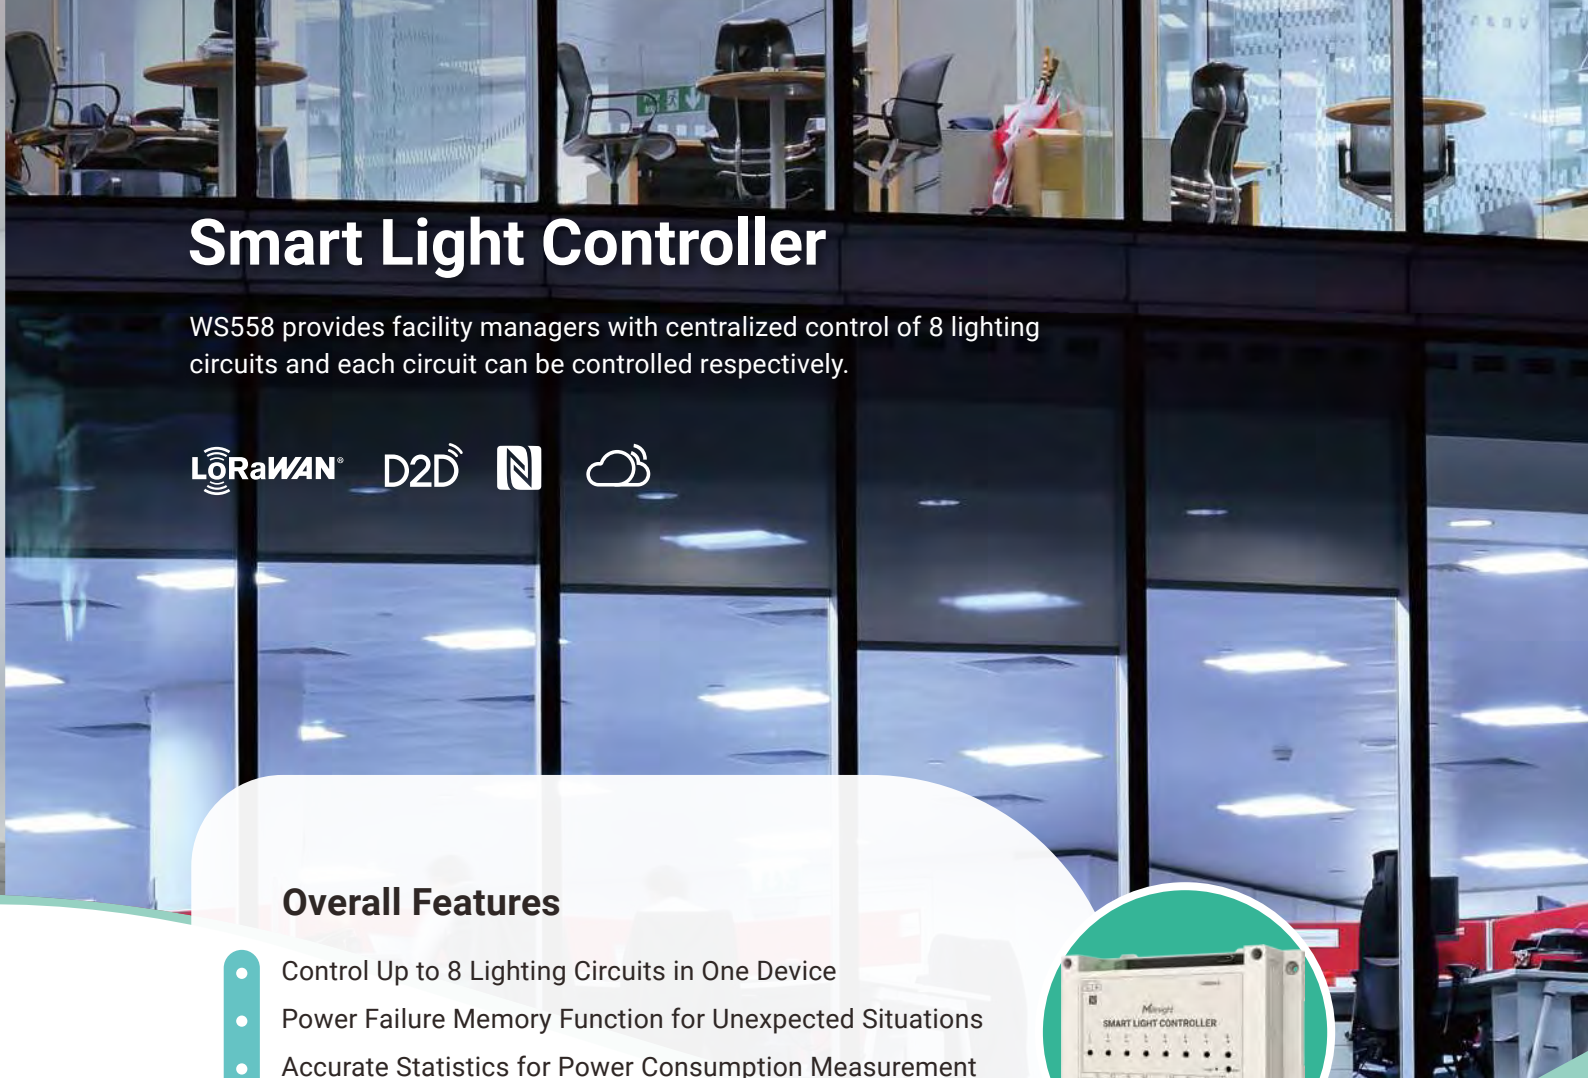 Smart Light Controller
WS558 provides facility managers with centralized control of 8 lighting
circuits and each circuit can be controlled respectively.
LoRaWAN® D2D N
Overall Features
Control Up to 8 Lighting Circuits in One Device
Power Failure Memory Function for Unexpected Situations
Accurate Statistics for Power Consumption Measurement
Milesight
SMART LIGHT CONTROLLER